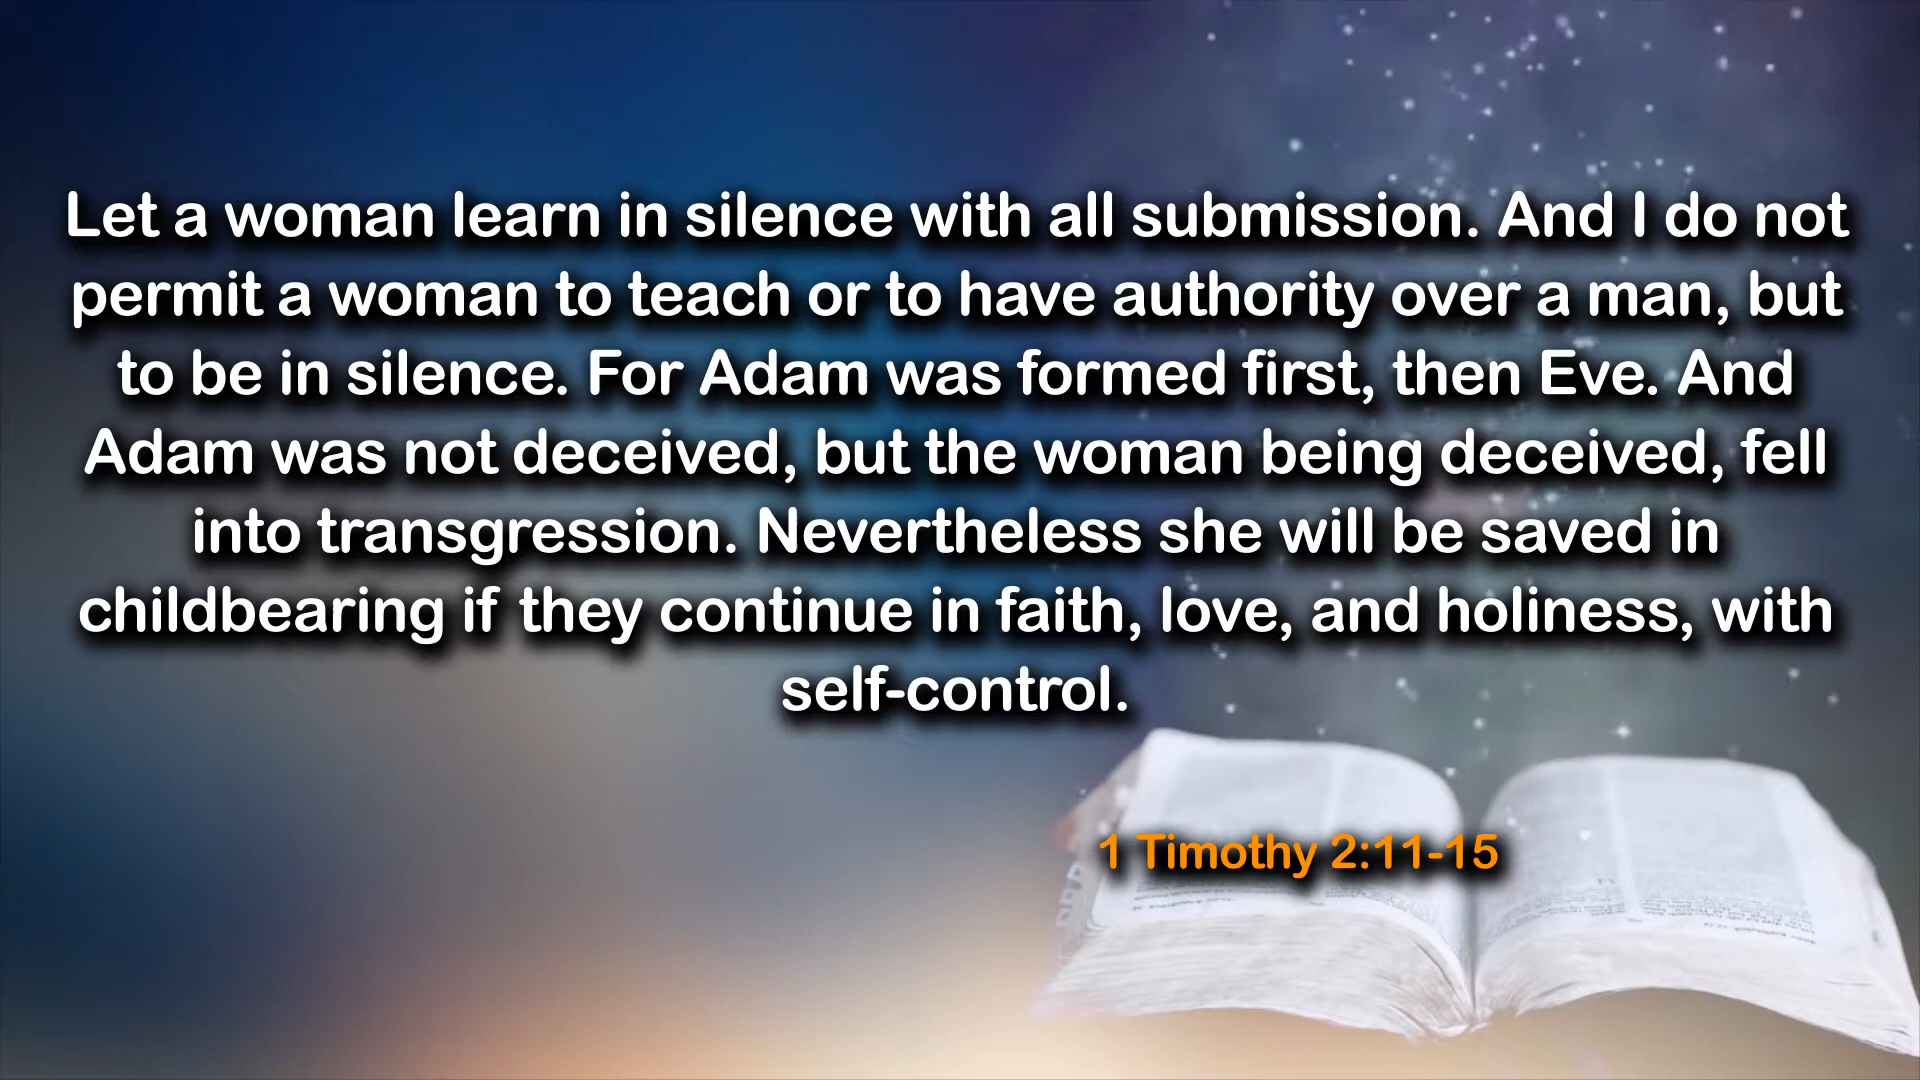 Let a woman learn in silence with all submission. And I do not
permit a woman to teach or to have authority over a man, but
to be in silence. For Adam was formed first, then Eve. And
Adam was not deceived, but the woman being deceived, fell
into transgression. Nevertheless she will be saved in
childbearing if they continue in faith, love, and holiness, with
self-control.
1 Timothy 2:11-15